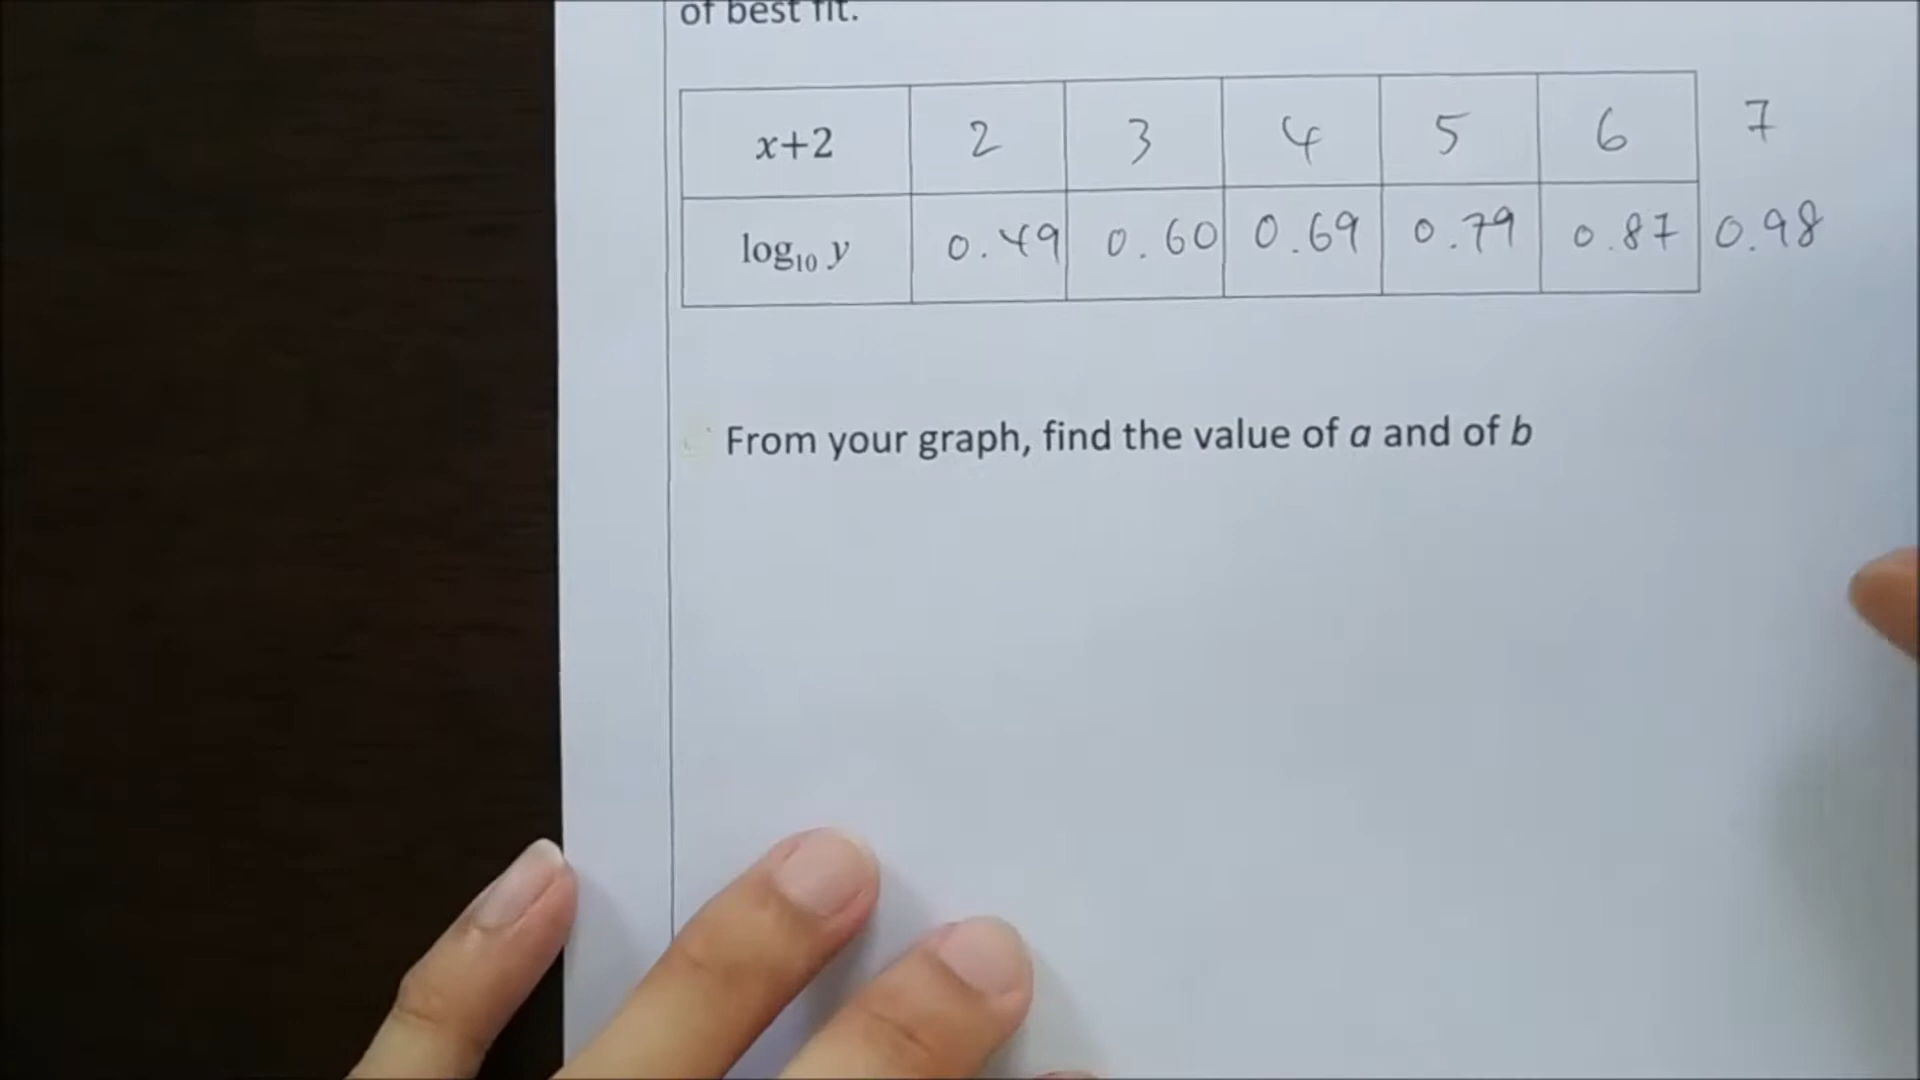 of best fit.
x+2 2 3 4 5 6 7
log₁₀ y 0.49 0.60 0.69 0.79 0.87 0.98
From your graph, find the value of a and of b